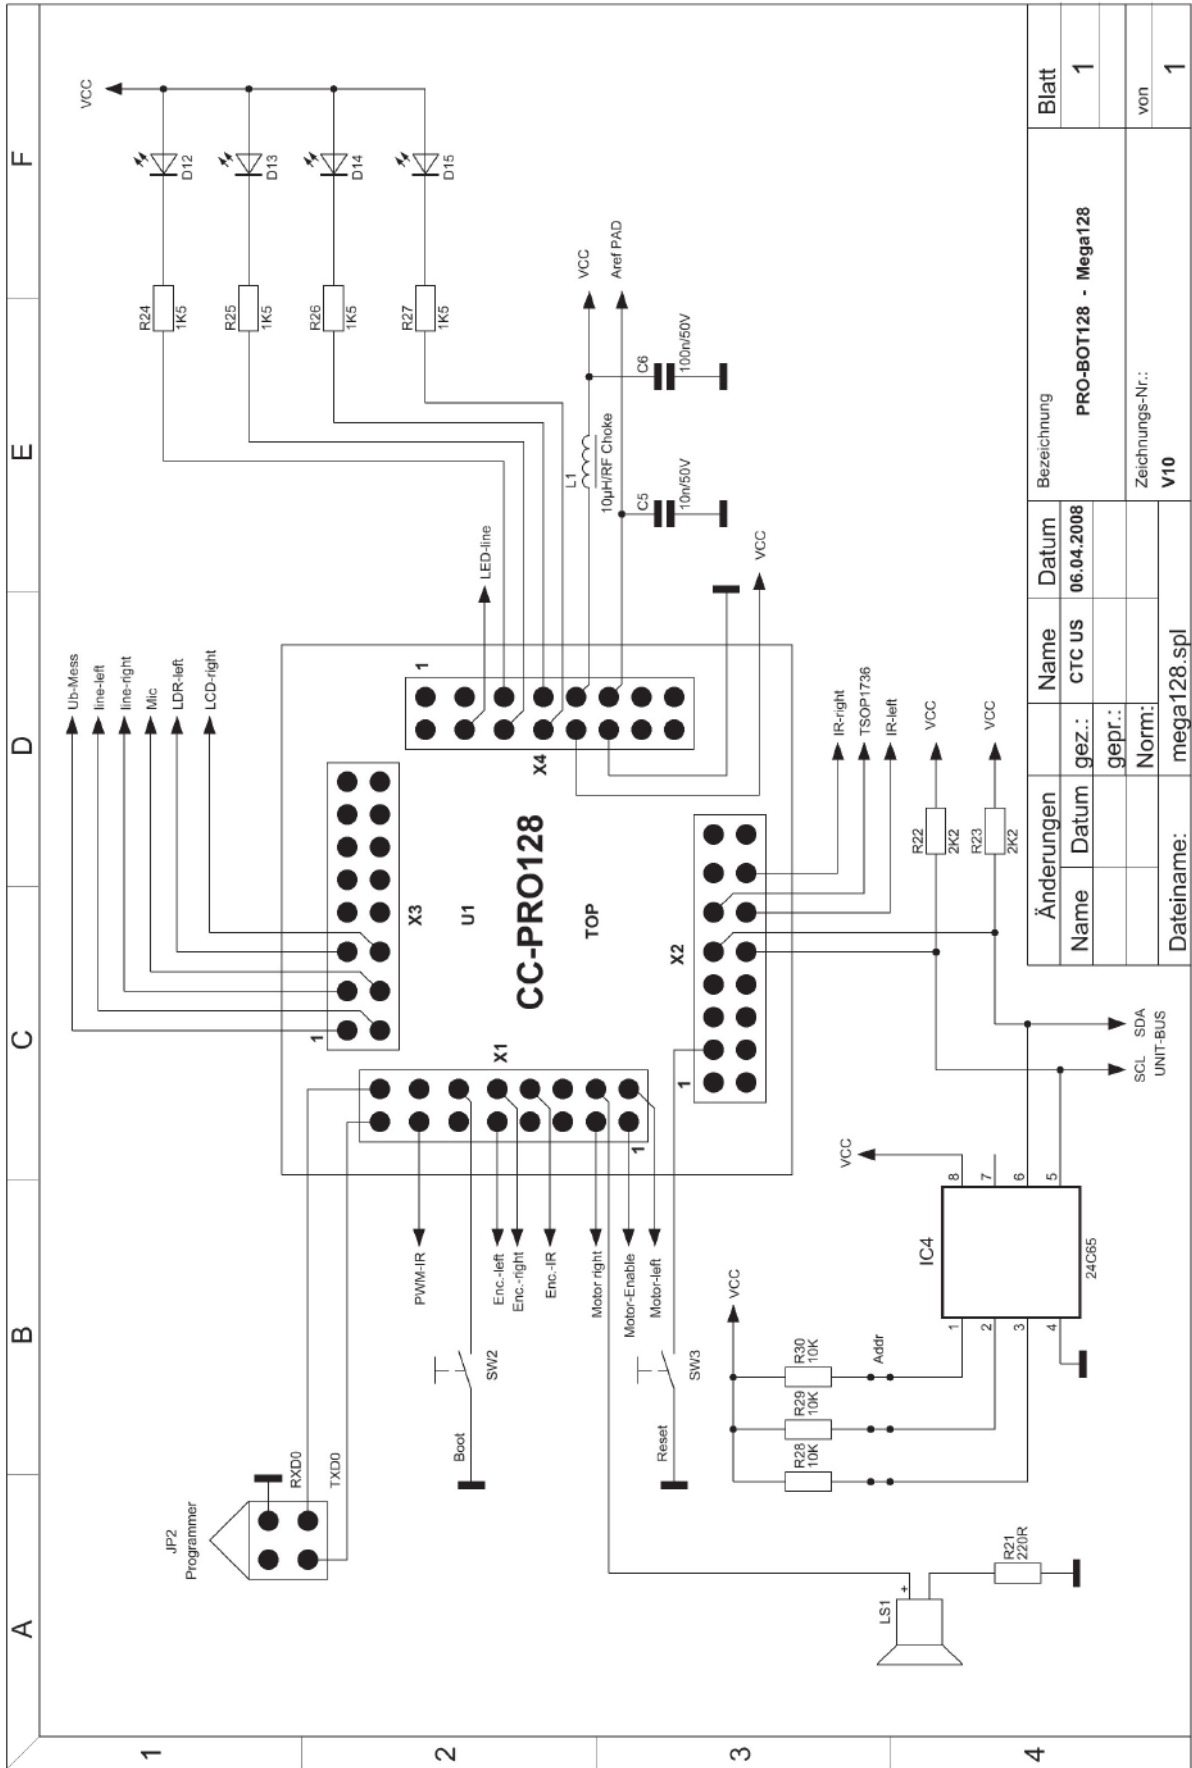 A
B
C
D
E
F
1
2
3
4
JP2
Programmer
RXD0
TXD0
PWM-IR
Boot
SW2
Enc.-left
Enc.-right
Enc.-IR
Motor right
Motor-Enable
Motor-left
Reset
SW3
LS1
+
R21
220R
VCC
R28
10K
R29
10K
R30
10K
Addr
IC4
24C65
1
2
3
4
8
7
6
5
VCC
SCL
SDA
UNIT-BUS
Ub-Mess
line-left
line-right
Mic
LDR-left
LCD-right
1
X3
X1
1
U1
CC-PRO128
TOP
X2
1
X4
1
LED-line
IR-right
TSOP1736
IR-left
R22
2K2
VCC
R23
2K2
VCC
VCC
R24
1K5
D12
R25
1K5
D13
R26
1K5
D14
R27
1K5
D15
VCC
L1
10µH/RF Choke
C5
10n/50V
C6
100n/50V
VCC
Aref PAD
Änderungen
Name
Datum
Name
Datum
gez.:
CTC US
06.04.2008
gepr.:
Norm:
Dateiname:
mega128.spl
Bezeichnung
PRO-BOT128 - Mega128
Zeichnungs-Nr.:
V10
Blatt
1
von
1